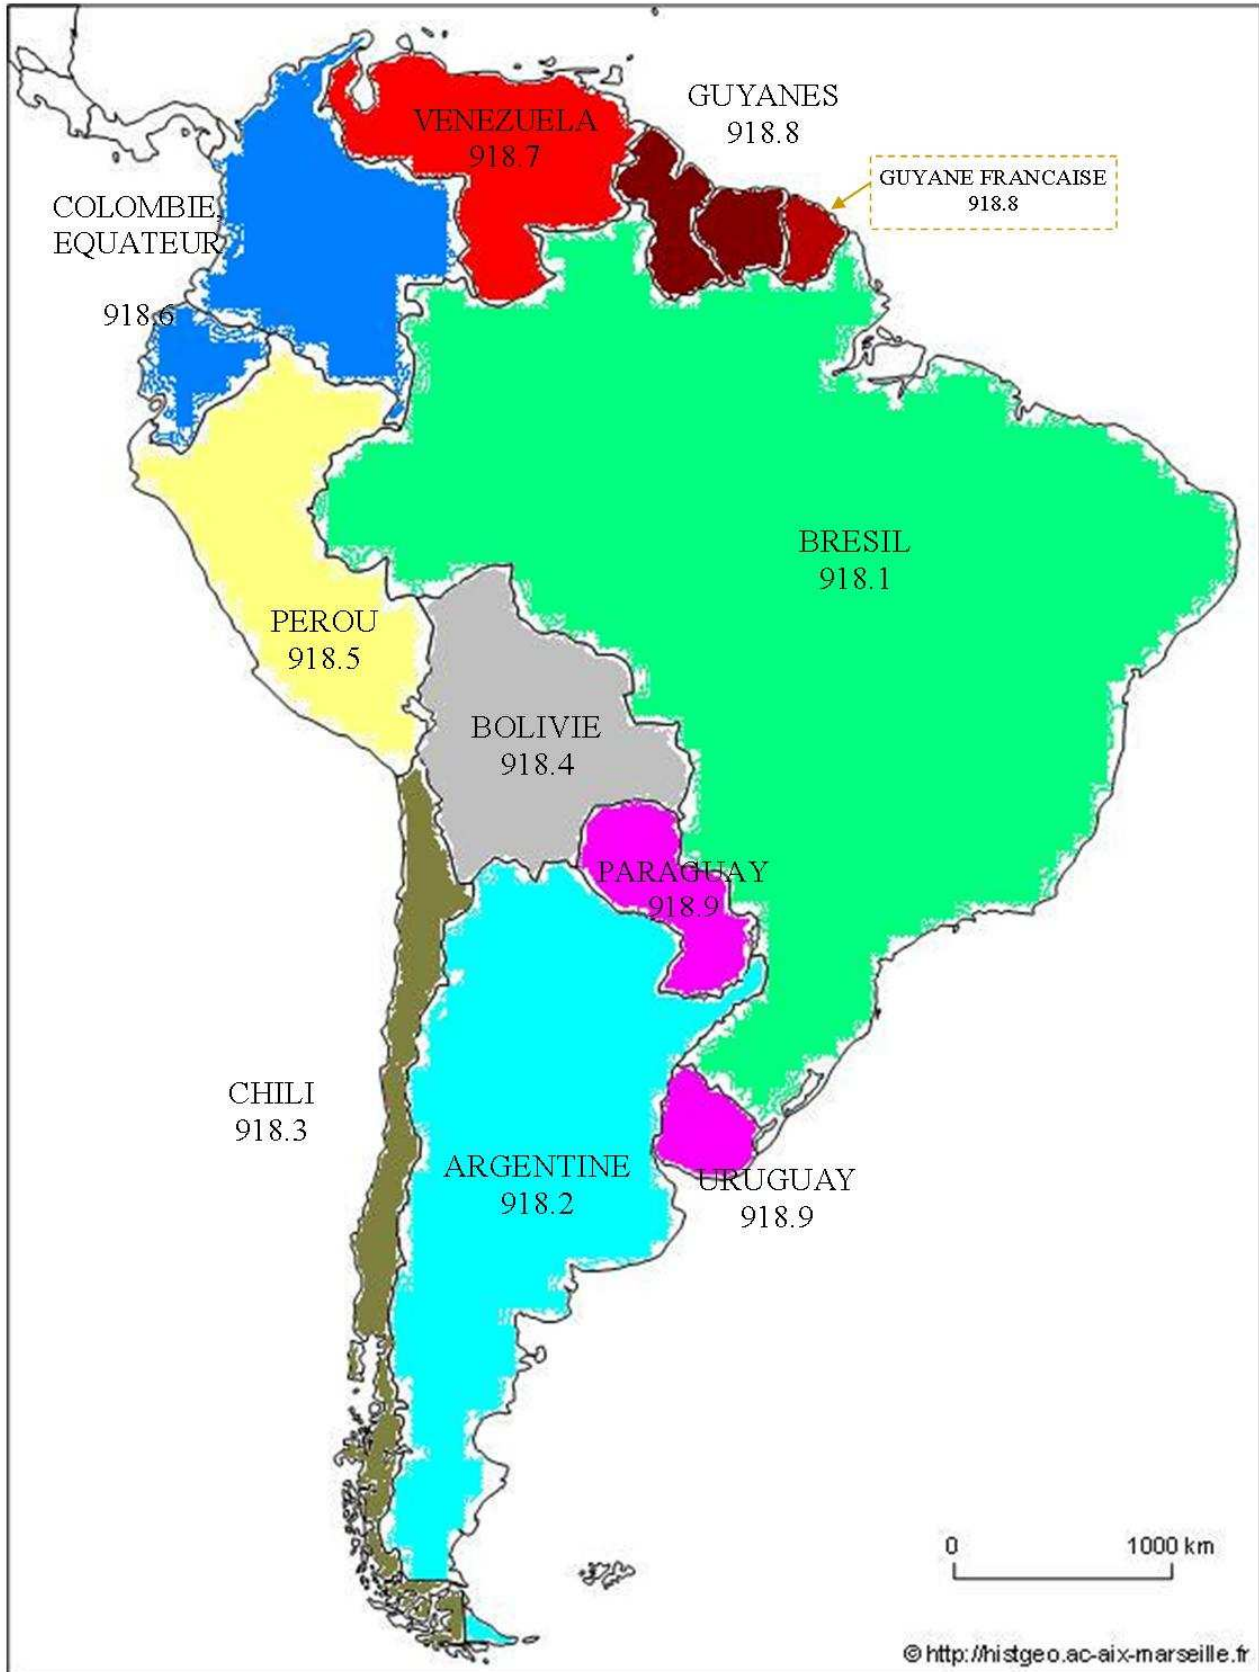 GUYANES
918.8
VENEZUELA
918.7
GUYANE FRANCAISE
918.8
COLOMBIE,
EQUATEUR
918.6
BRESIL
918.1
PEROU
918.5
BOLIVIE
918.4
PARAGUAY
918.9
CHILI
918.3
ARGENTINE
918.2
URUGUAY
918.9
0 1000 km
© http://histgeo.ac-aix-marseille.fr